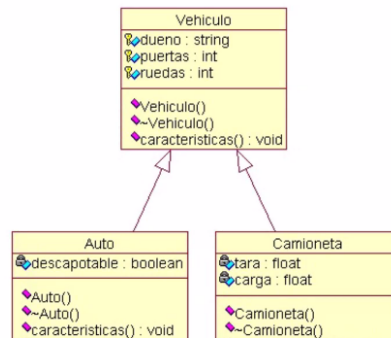 Vehiculo
dueno : string
puertas : int
ruedas : int
Vehiculo()
~Vehiculo()
caracteristicas() : void
Auto
descapotable : boolean
Auto()
~Auto()
caracteristicas() : void
Camioneta
tara : float
carga : float
Camioneta()
~Camioneta()